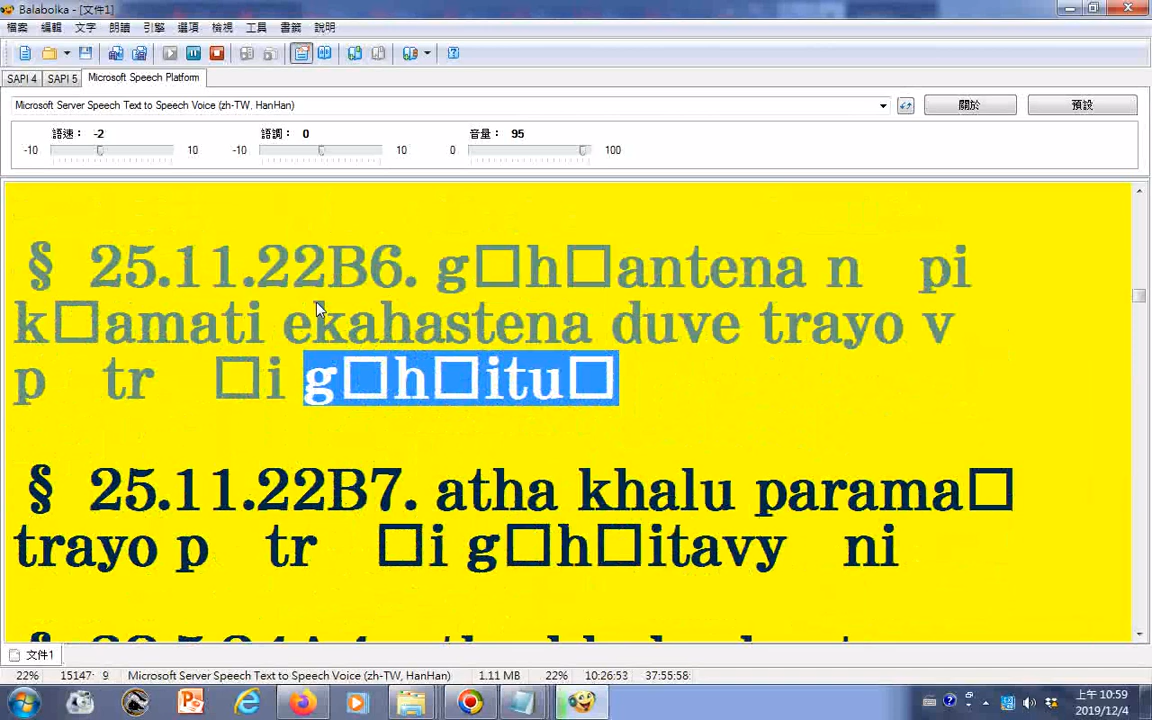 Balabolka - [文件1]
檔案 編輯 文字 朗讀 引擎 選項 檢視 工具 書籤 說明
SAPI 4 SAPI 5 Microsoft Speech Platform
Microsoft Server Speech Text to Speech Voice (zh-TW, HanHan) 關於 預設
語速： -2 語調： 0 音量： 95
-10 10 -10 10 0 100
§ 25.11.22B6. g□h□antena n pi
k□amati ekahastena duve trayo v
p tr □i g□h□itu□
§ 25.11.22B7. atha khalu parama□
trayo p tr □i g□h□itavy ni
文件1
22% 15147: 9 Microsoft Server Speech Text to Speech Voice (zh-TW, HanHan) 1.11 MB 22% 10:26:53 37:55:58
上午 10:59
2019/12/4